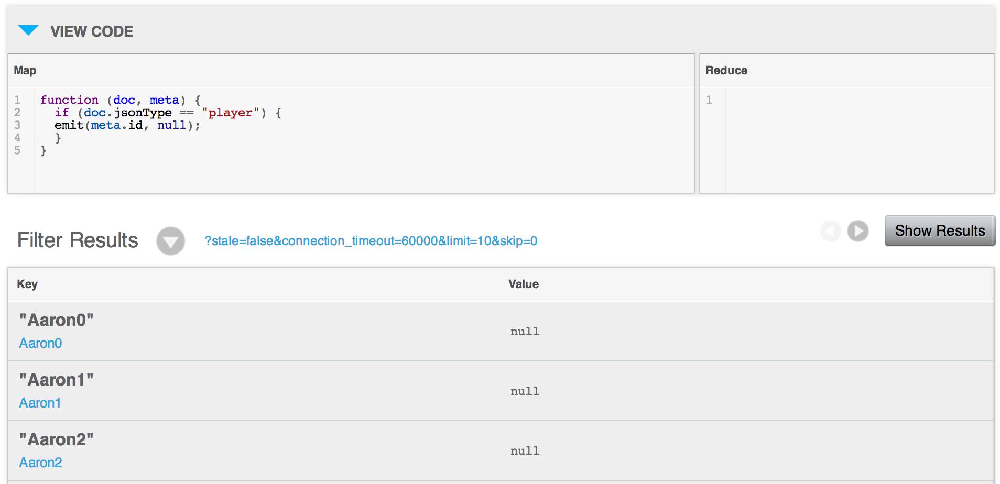 VIEW CODE
Map
Reduce
1 function (doc, meta) {
2   if (doc.jsonType == "player") {
3   emit(meta.id, null);
4   }
5 }
1
Filter Results
?stale=false&connection_timeout=60000&limit=10&skip=0
Show Results
Key Value
"Aaron0"
Aaron0
null
"Aaron1"
Aaron1
null
"Aaron2"
Aaron2
null